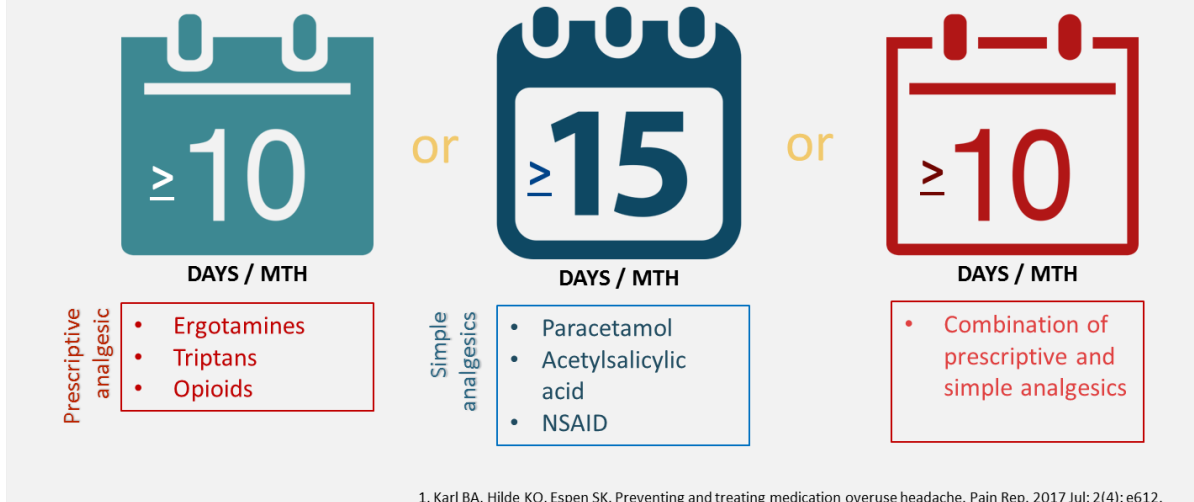 ≥10
or
≥15
or
≥10
DAYS / MTH
DAYS / MTH
DAYS / MTH
Prescriptive
analgesic
• Ergotamines
• Triptans
• Opioids
Simple
analgesics
• Paracetamol
• Acetylsalicylic
acid
• NSAID
• Combination of
prescriptive and
simple analgesics
1. Karl BA, Hilde KO, Espen SK. Preventing and treating medication overuse headache. Pain Rep. 2017 Jul; 2(4): e612.